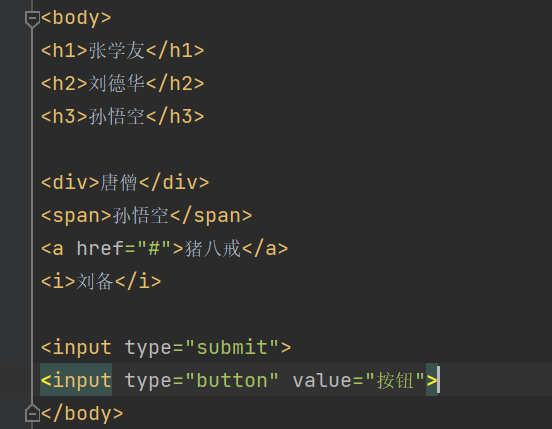 <body>
<h1>张学友</h1>
<h2>刘德华</h2>
<h3>孙悟空</h3>
<div>唐僧</div>
<span>孙悟空</span>
<a href="#">猪八戒</a>
<i>刘备</i>
<input type="submit">
<input type="button" value="按钮">
</body>